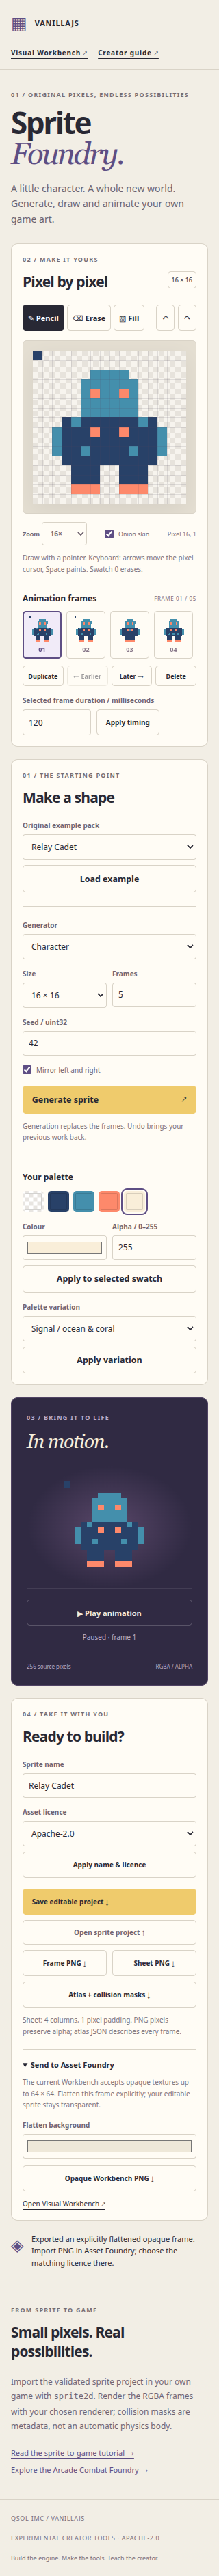 VANILLAJS
Visual Workbench ↗ Creator guide ↗
01 / ORIGINAL PIXELS, ENDLESS POSSIBILITIES
Sprite
Foundry.
A little character. A whole new world.
Generate, draw and animate your own
game art.
02 / MAKE IT YOURS
Pixel by pixel
16 × 16
✎ Pencil ⌫ Erase ▧ Fill ↶ ↷
Zoom 16× Onion skin Pixel 16, 1
Draw with a pointer. Keyboard: arrows move the pixel
cursor, Space paints. Swatch 0 erases.
Animation frames FRAME 01 / 05
01 02 03 04
Duplicate ← Earlier Later → Delete
Selected frame duration / milliseconds
120 Apply timing
01 / THE STARTING POINT
Make a shape
Original example pack
Relay Cadet
Load example
Generator
Character
Size Frames
16 × 16 5
Seed / uint32
42
Mirror left and right
Generate sprite ↗
Generation replaces the frames. Undo brings your
previous work back.
Your palette
Colour Alpha / 0–255
255
Apply to selected swatch
Palette variation
Signal / ocean & coral
Apply variation
03 / BRING IT TO LIFE
In motion.
▶ Play animation
Paused · frame 1
256 source pixels RGBA / ALPHA
04 / TAKE IT WITH YOU
Ready to build?
Sprite name
Relay Cadet
Asset licence
Apache-2.0
Apply name & licence
Save editable project ↓
Open sprite project ↑
Frame PNG ↓ Sheet PNG ↓
Atlas + collision masks ↓
Sheet: 4 columns, 1 pixel padding. PNG pixels
preserve alpha; atlas JSON describes every frame.
▼ Send to Asset Foundry
The current Workbench accepts opaque textures up
to 64 × 64. Flatten this frame explicitly; your editable
sprite stays transparent.
Flatten background
Opaque Workbench PNG ↓
Open Visual Workbench ↗
Exported an explicitly flattened opaque frame.
Import PNG in Asset Foundry; choose the
matching licence there.
FROM SPRITE TO GAME
Small pixels. Real
possibilities.
Import the validated sprite project in your own
game with sprite2d. Render the RGBA frames
with your chosen renderer; collision masks are
metadata, not an automatic physics body.
Read the sprite-to-game tutorial →
Explore the Arcade Combat Foundry →
QSOL-IMC / VANILLAJS
EXPERIMENTAL CREATOR TOOLS · APACHE-2.0
Build the engine. Make the tools. Teach the creator.